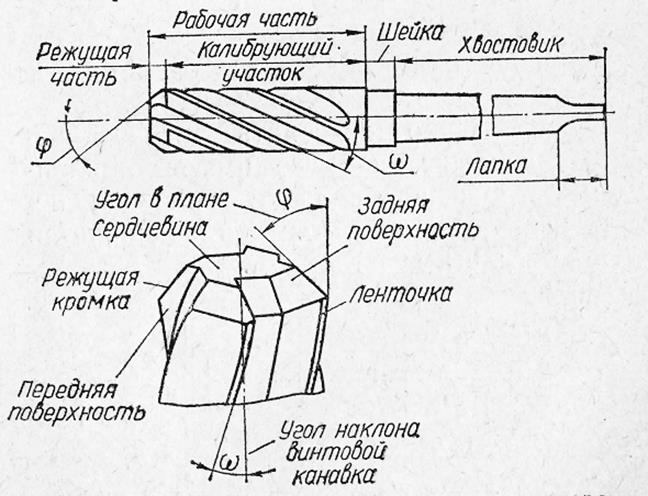 Рабочая часть
Режущая
часть
Калибрующий
участок
Шейка
Хвостовик
φ
ω
Лапка
Угол в плане
φ
Сердцевина
Задняя
поверхность
Режущая
кромка
Ленточка
Передняя
поверхность
ω
Угол наклона
винтовой
канавка